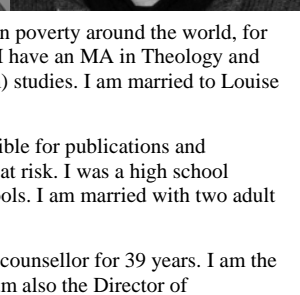 n poverty around the world, for
I have an MA in Theology and
) studies. I am married to Louise
ible for publications and
at risk. I was a high school
ols. I am married with two adult
counsellor for 39 years. I am the
m also the Director of